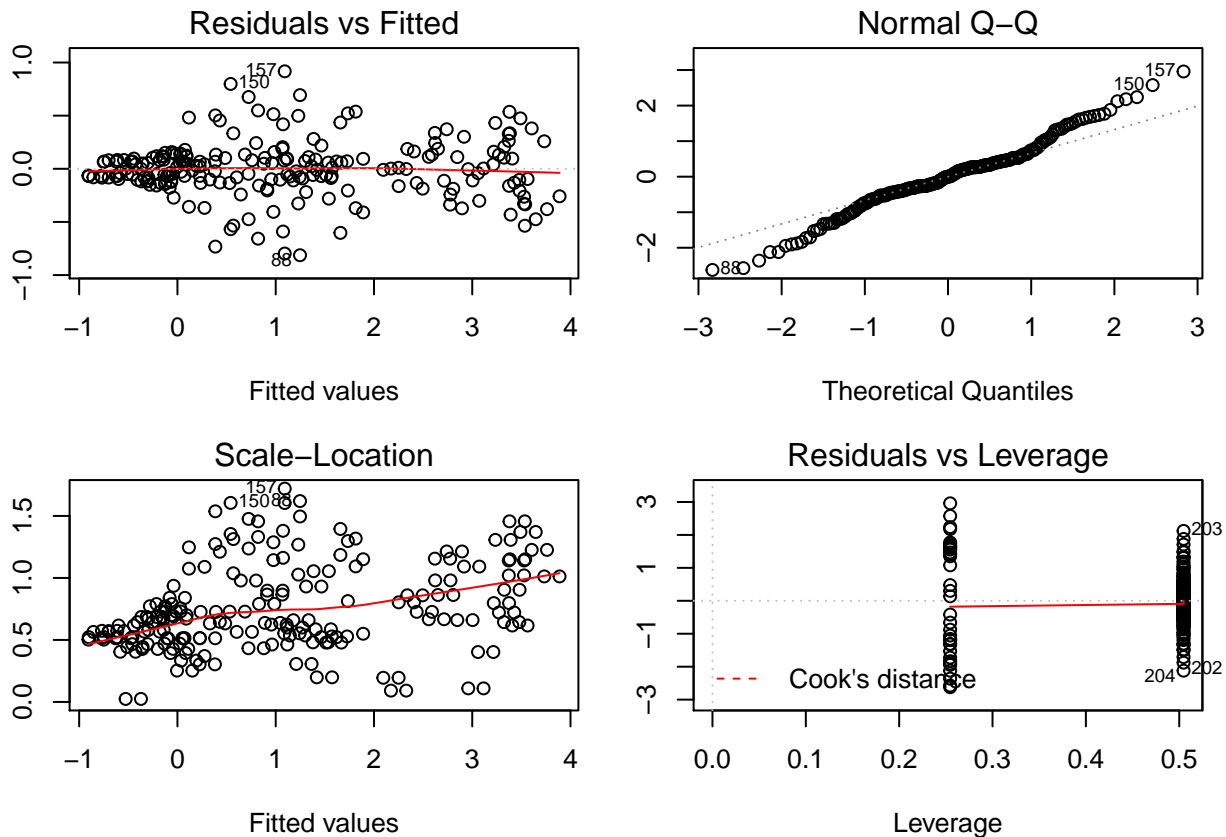 Residuals vs Fitted
1.0
0.0
−1.0
157
150
88
−1 0 1 2 3 4
Fitted values
Normal Q−Q
2
0
−2
157
150
88
−3 −2 −1 0 1 2 3
Theoretical Quantiles
Scale−Location
1.5
1.0
0.5
0.0
157
150 88
−1 0 1 2 3 4
Fitted values
Residuals vs Leverage
3
1
−1
−3
203
202
204
Cook's distance
0.0 0.1 0.2 0.3 0.4 0.5
Leverage